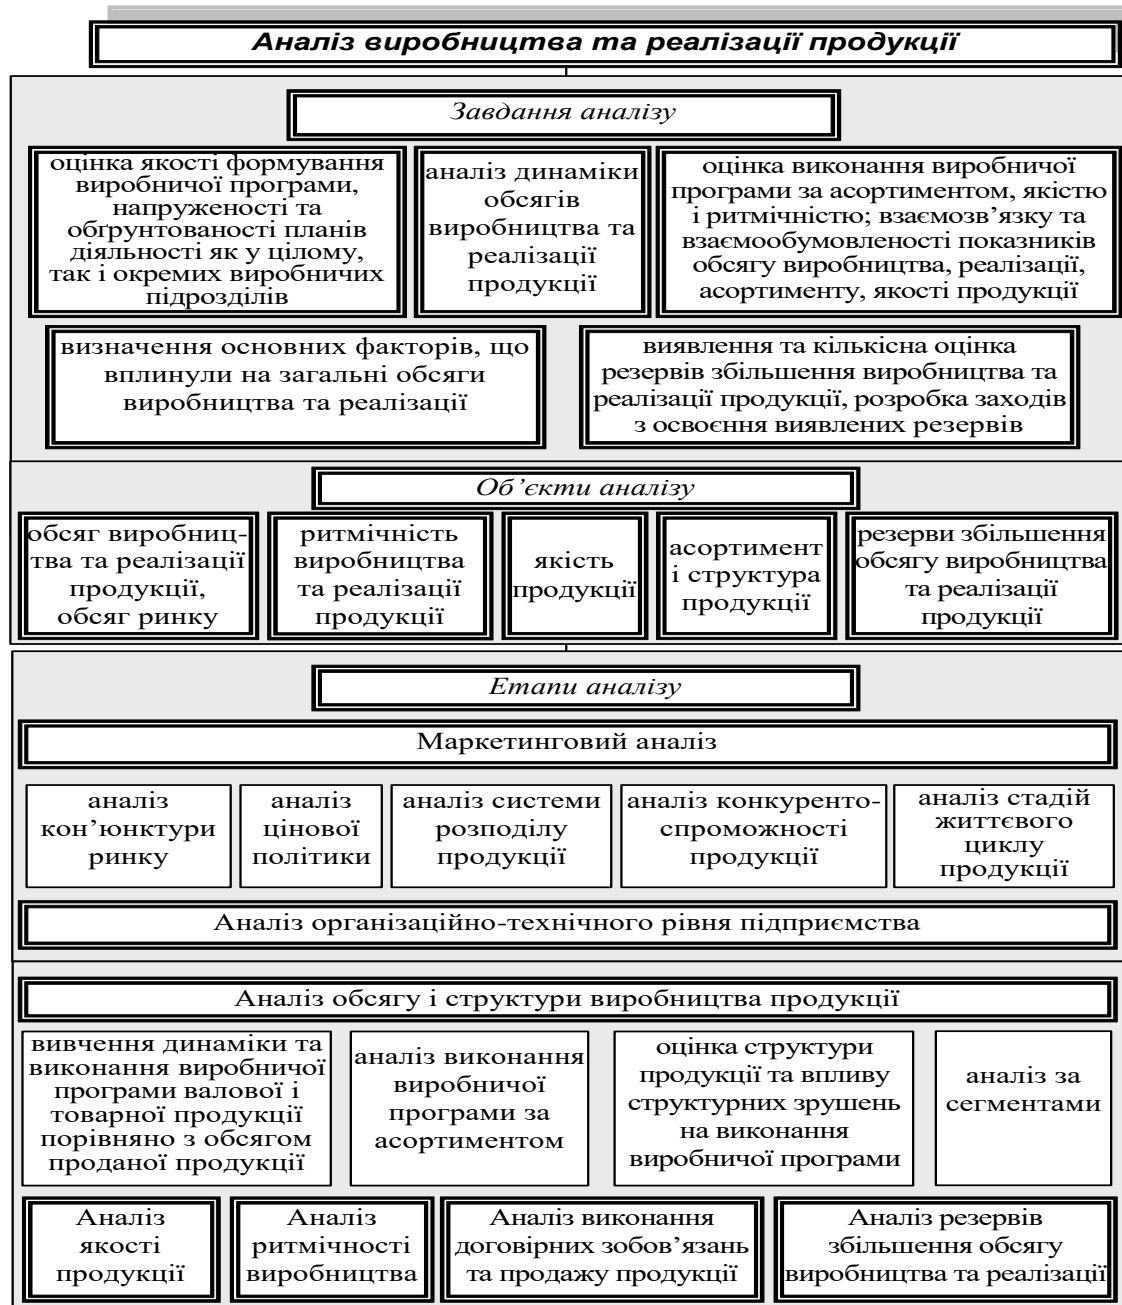 Аналіз виробництва та реалізації продукції
Завдання аналізу
оцінка якості формування
виробничої програми,
напруженості та
обґрунтованості планів
діяльності як у цілому,
так і окремих виробничих
підрозділів
аналіз динаміки
обсягів
виробництва та
реалізації
продукції
оцінка виконання виробничої
програми за асортиментом, якістю
і ритмічністю; взаємозв’язку та
взаємообумовленості показників
обсягу виробництва, реалізації,
асортименту, якості продукції
визначення основних факторів, що
вплинули на загальні обсяги
виробництва та реалізації
виявлення та кількісна оцінка
резервів збільшення виробництва та
реалізації продукції, розробка заходів
з освоєння виявлених резервів
Об’єкти аналізу
обсяг виробниц-
тва та реалізації
продукції,
обсяг ринку
ритмічність
виробництва
та реалізації
продукції
якість
продукції
асортимент
і структура
продукції
резерви збільшення
обсягу виробництва
та реалізації
продукції
Етапи аналізу
Маркетинговий аналіз
аналіз
кон’юнктури
ринку
аналіз
цінової
політики
аналіз системи
розподілу
продукції
аналіз конкуренто-
спроможності
продукції
аналіз стадій
життєвого
циклу
продукції
Аналіз організаційно-технічного рівня підприємства
Аналіз обсягу і структури виробництва продукції
вивчення динаміки та
виконання виробничої
програми валової і
товарної продукції
порівняно з обсягом
проданої продукції
аналіз виконання
виробничої
програми за
асортиментом
оцінка структури
продукції та впливу
структурних зрушень
на виконання
виробничої програми
аналіз за
сегментами
Аналіз
якості
продукції
Аналіз
ритмічності
виробництва
Аналіз виконання
договірних зобов’язань
та продажу продукції
Аналіз резервів
збільшення обсягу
виробництва та реалізації